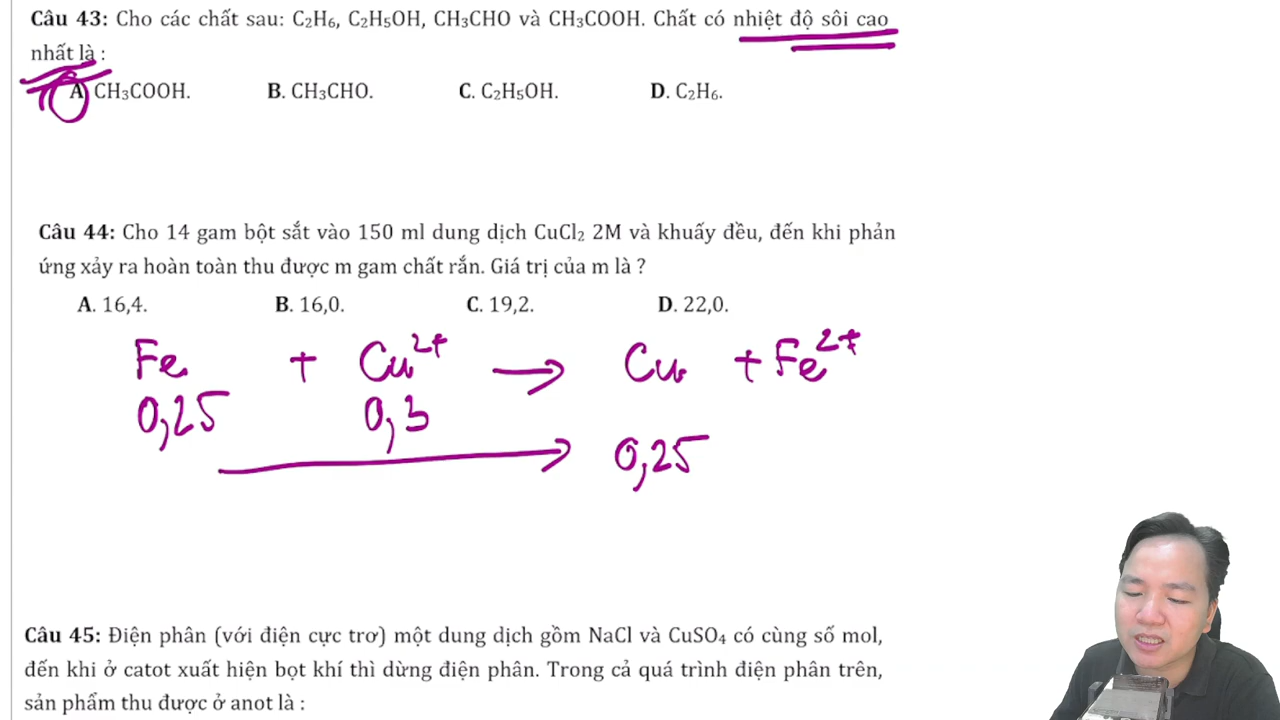 Câu 43: Cho các chất sau: C₂H₆, C₂H₅OH, CH₃CHO và CH₃COOH. Chất có nhiệt độ sôi cao
nhất là :
A CH₃COOH. B. CH₃CHO. C. C₂H₅OH. D. C₂H₆.
Câu 44: Cho 14 gam bột sắt vào 150 ml dung dịch CuCl₂ 2M và khuấy đều, đến khi phản
ứng xảy ra hoàn toàn thu được m gam chất rắn. Giá trị của m là ?
A. 16,4. B. 16,0. C. 19,2. D. 22,0.
Fe + Cu²⁺ → Cu + Fe²⁺
0,25 0,3
0,25
Câu 45: Điện phân (với điện cực trơ) một dung dịch gồm NaCl và CuSO₄ có cùng số mol,
đến khi ở catot xuất hiện bọt khí thì dừng điện phân. Trong cả quá trình điện phân trên,
sản phẩm thu được ở anot là :